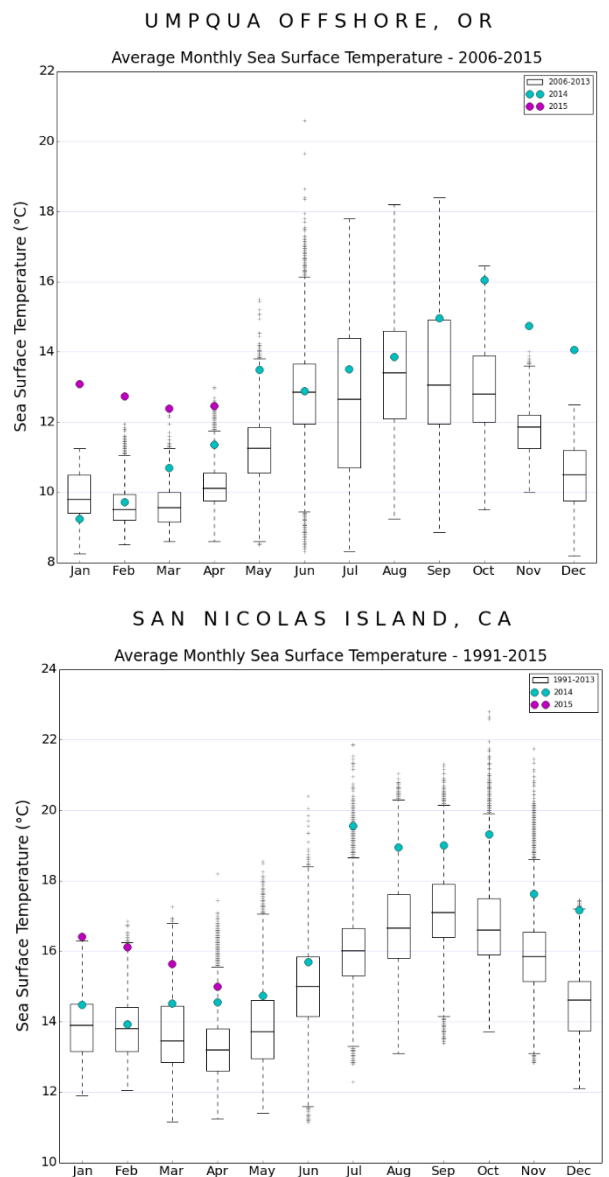 UMPQUA OFFSHORE, OR
Average Monthly Sea Surface Temperature - 2006-2015
22
20
18
16
14
12
10
8
Sea Surface Temperature (°C)
2006-2013
2014
2015
Jan Feb Mar Apr May Jun Jul Aug Sep Oct Nov Dec
SAN NICOLAS ISLAND, CA
Average Monthly Sea Surface Temperature - 1991-2015
24
22
20
18
16
14
12
10
Sea Surface Temperature (°C)
1991-2013
2014
2015
Jan Feb Mar Apr May Jun Jul Aug Sep Oct Nov Dec